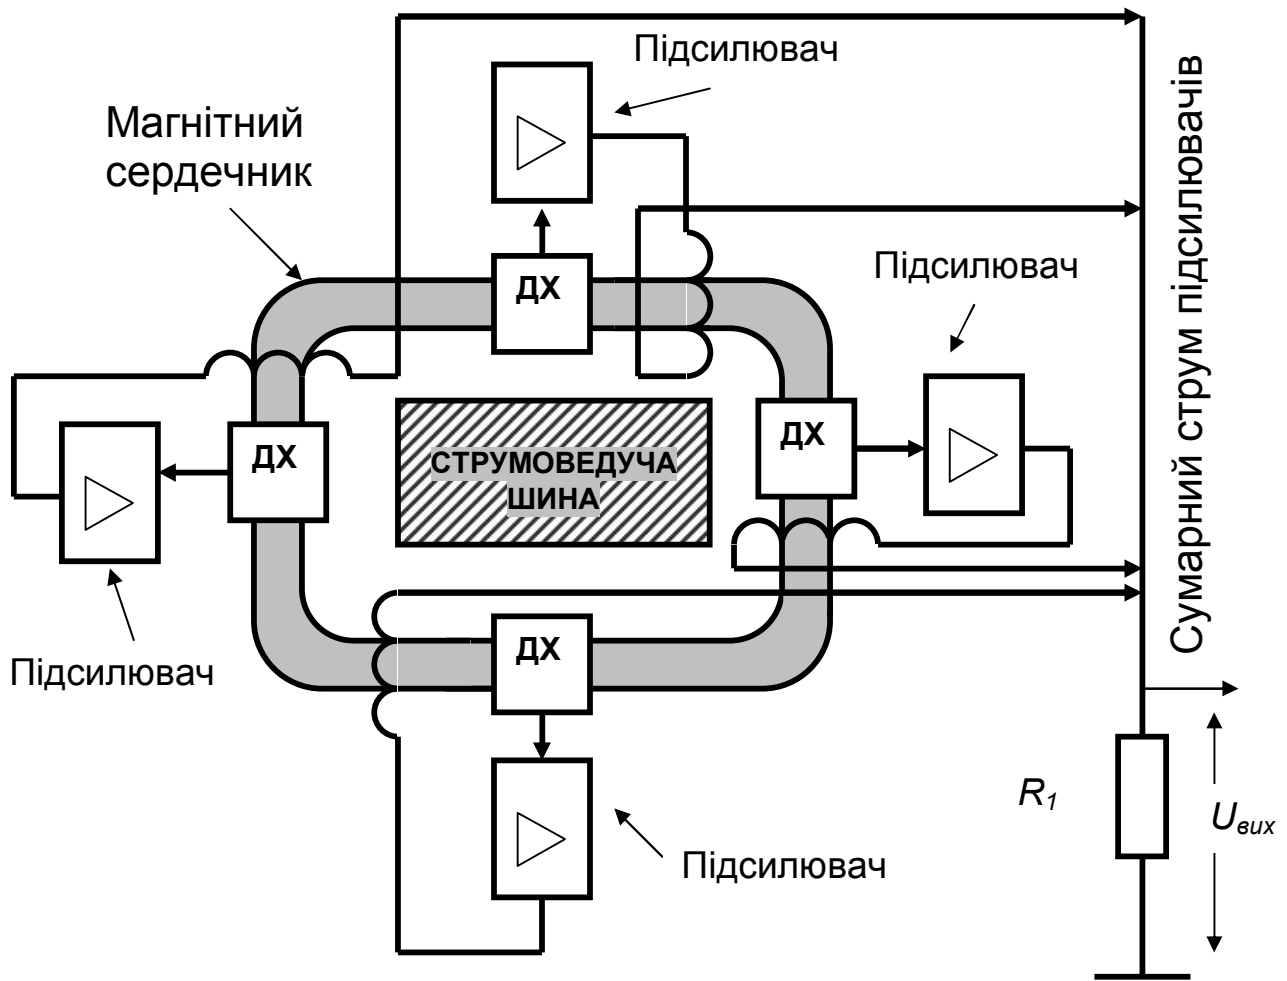 Підсилювач
Магнітний
сердечник
ДХ
Підсилювач
ДХ
СТРУМОВЕДУЧА
ШИНА
ДХ
Підсилювач
ДХ
Підсилювач
Сумарний струм підсилювачів
R1
Uвих